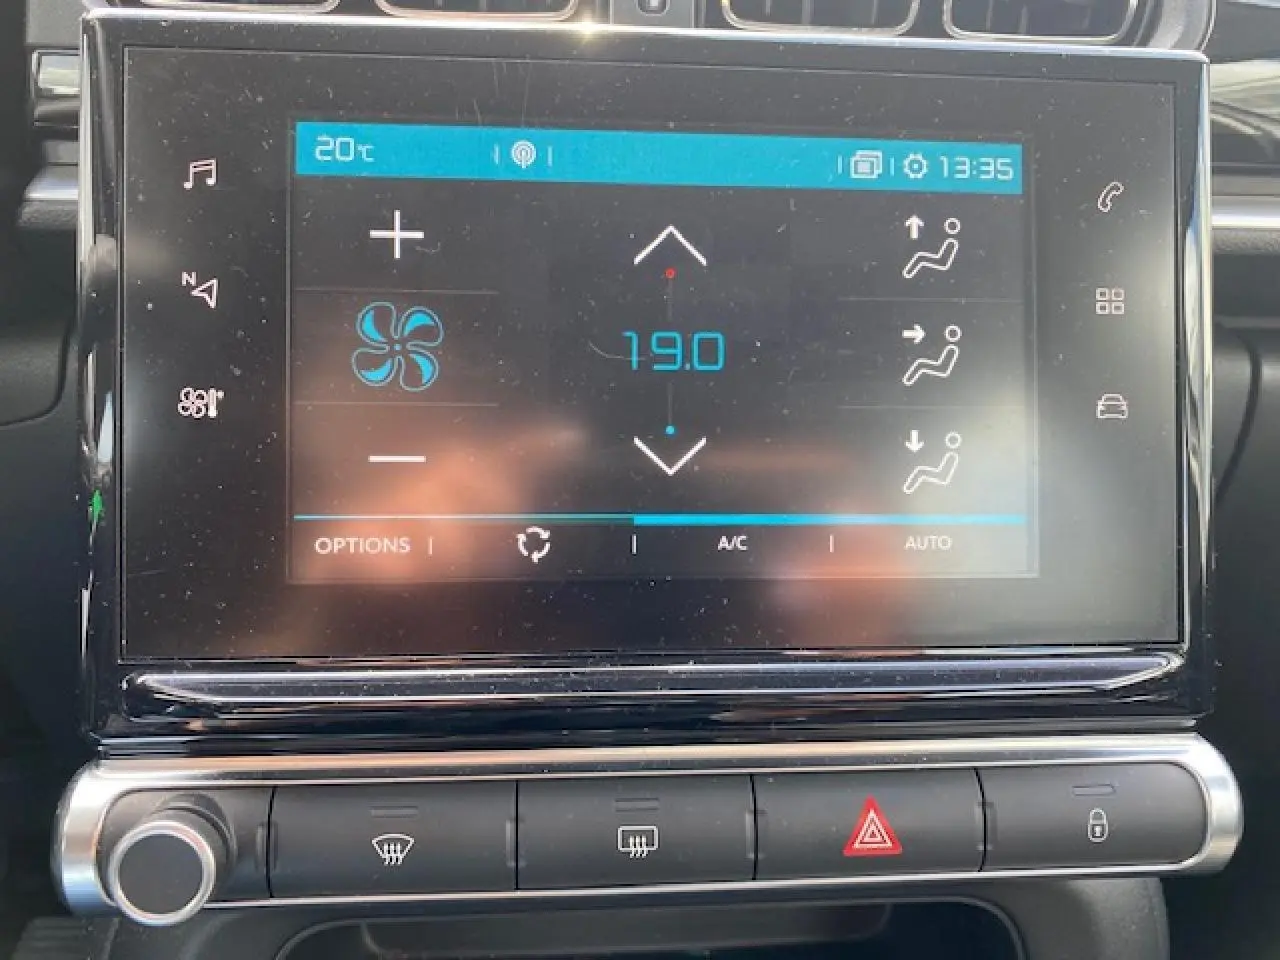 20°C 13:35
N
19.0
OPTIONS A/C AUTO